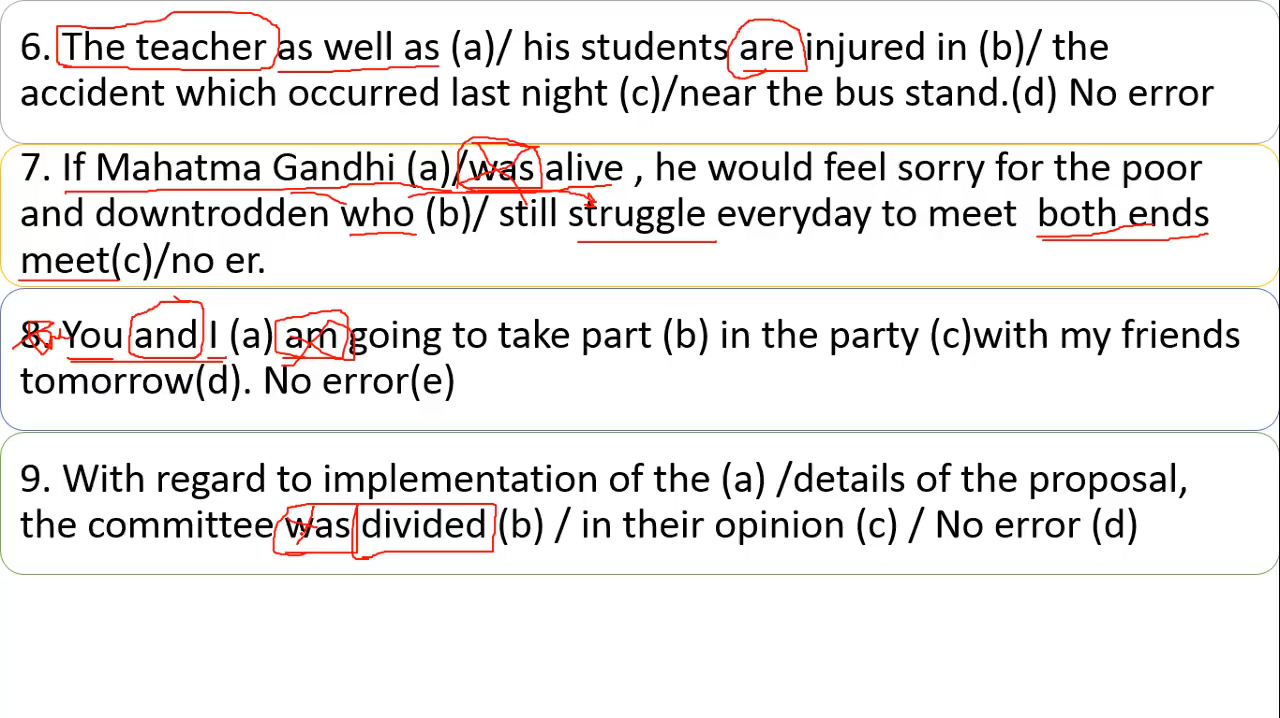 6. The teacher as well as (a)/ his students are injured in (b)/ the
accident which occurred last night (c)/near the bus stand.(d) No error
7. If Mahatma Gandhi (a)/was alive , he would feel sorry for the poor
and downtrodden who (b)/ still struggle everyday to meet both ends
meet(c)/no er.
8. You and I (a) am going to take part (b) in the party (c)with my friends
tomorrow(d). No error(e)
9. With regard to implementation of the (a) /details of the proposal,
the committee was divided (b) / in their opinion (c) / No error (d)